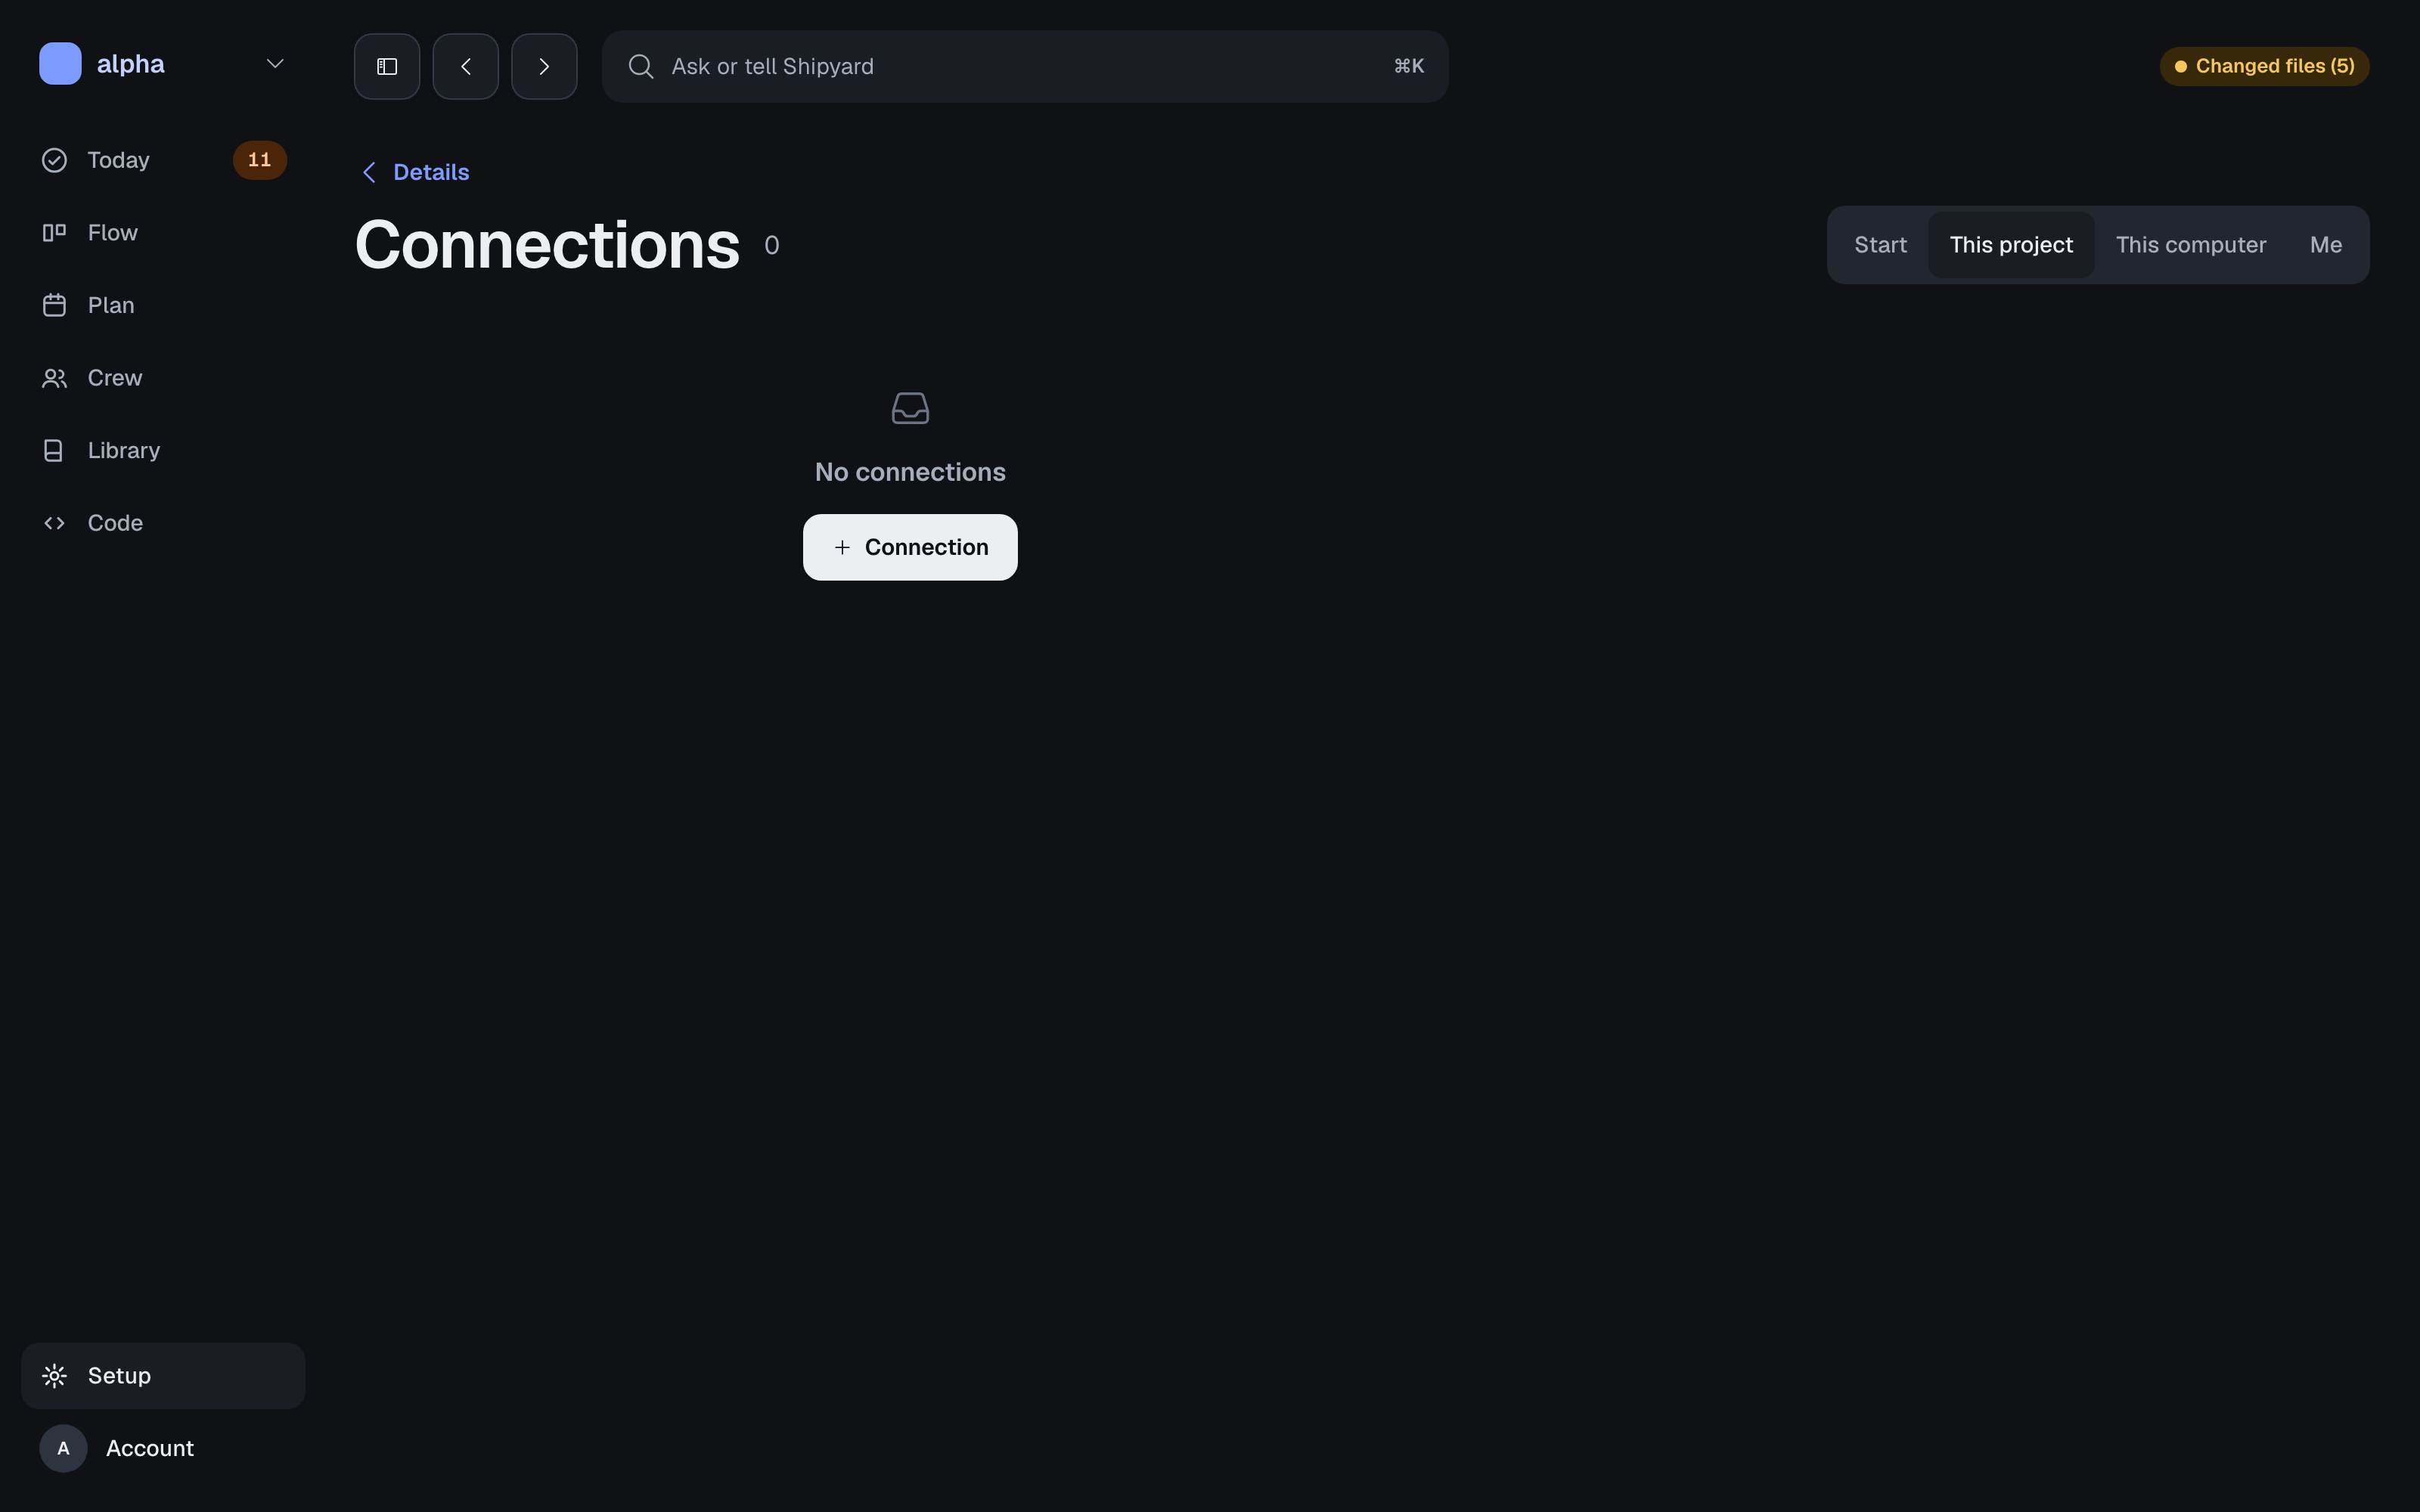 alpha
Ask or tell Shipyard ⌘K
Changed files (5)
Today 11
Flow
Plan
Crew
Library
Code
Details
Connections 0
Start This project This computer Me
No connections
+ Connection
Setup
A Account